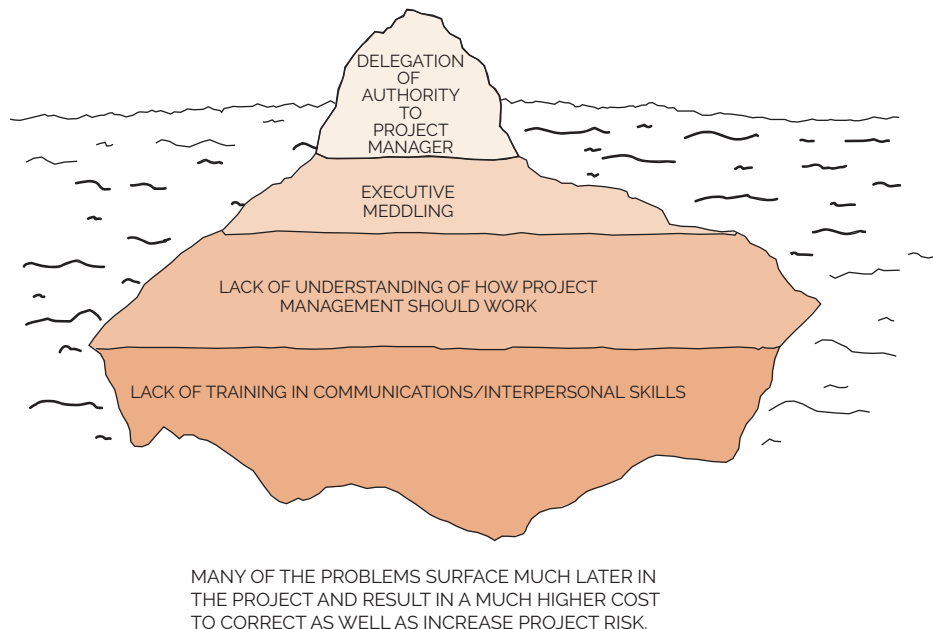 DELEGATION
OF
AUTHORITY
TO
PROJECT
MANAGER
EXECUTIVE
MEDDLING
LACK OF UNDERSTANDING OF HOW PROJECT
MANAGEMENT SHOULD WORK
LACK OF TRAINING IN COMMUNICATIONS/INTERPERSONAL SKILLS
MANY OF THE PROBLEMS SURFACE MUCH LATER IN
THE PROJECT AND RESULT IN A MUCH HIGHER COST
TO CORRECT AS WELL AS INCREASE PROJECT RISK.